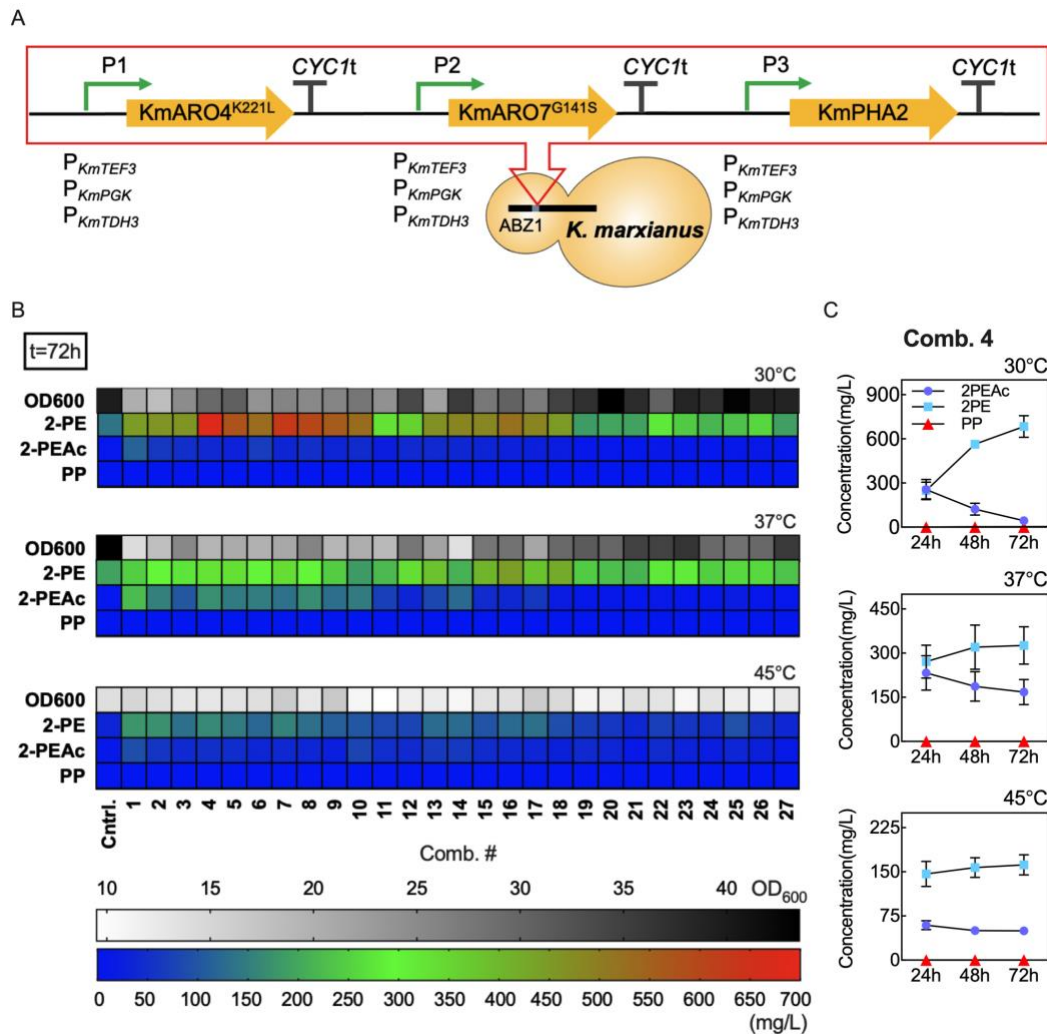 A
P1 CYC1t P2 CYC1t P3 CYC1t
KmARO4K221L KmARO7G141S KmPHA2
PKmTEF3 PKmTEF3 PKmTEF3
PKmPGK PKmPGK PKmPGK
PKmTDH3 PKmTDH3 PKmTDH3
ABZ1 K. marxianus
B
t=72h
30°C
OD600
2-PE
2-PEAc
PP
37°C
OD600
2-PE
2-PEAc
PP
45°C
OD600
2-PE
2-PEAc
PP
Cntrl. 1 2 3 4 5 6 7 8 9 10 11 12 13 14 15 16 17 18 19 20 21 22 23 24 25 26 27
Comb. #
10 15 20 25 30 35 40 OD600
0 50 100 150 200 250 300 350 400 450 500 550 600 650 700
(mg/L)
C
Comb. 4
30°C
Concentration(mg/L)
900
600
300
0
2PEAc
2PE
PP
24h 48h 72h
37°C
Concentration(mg/L)
450
300
150
0
24h 48h 72h
45°C
Concentration(mg/L)
225
150
75
0
24h 48h 72h